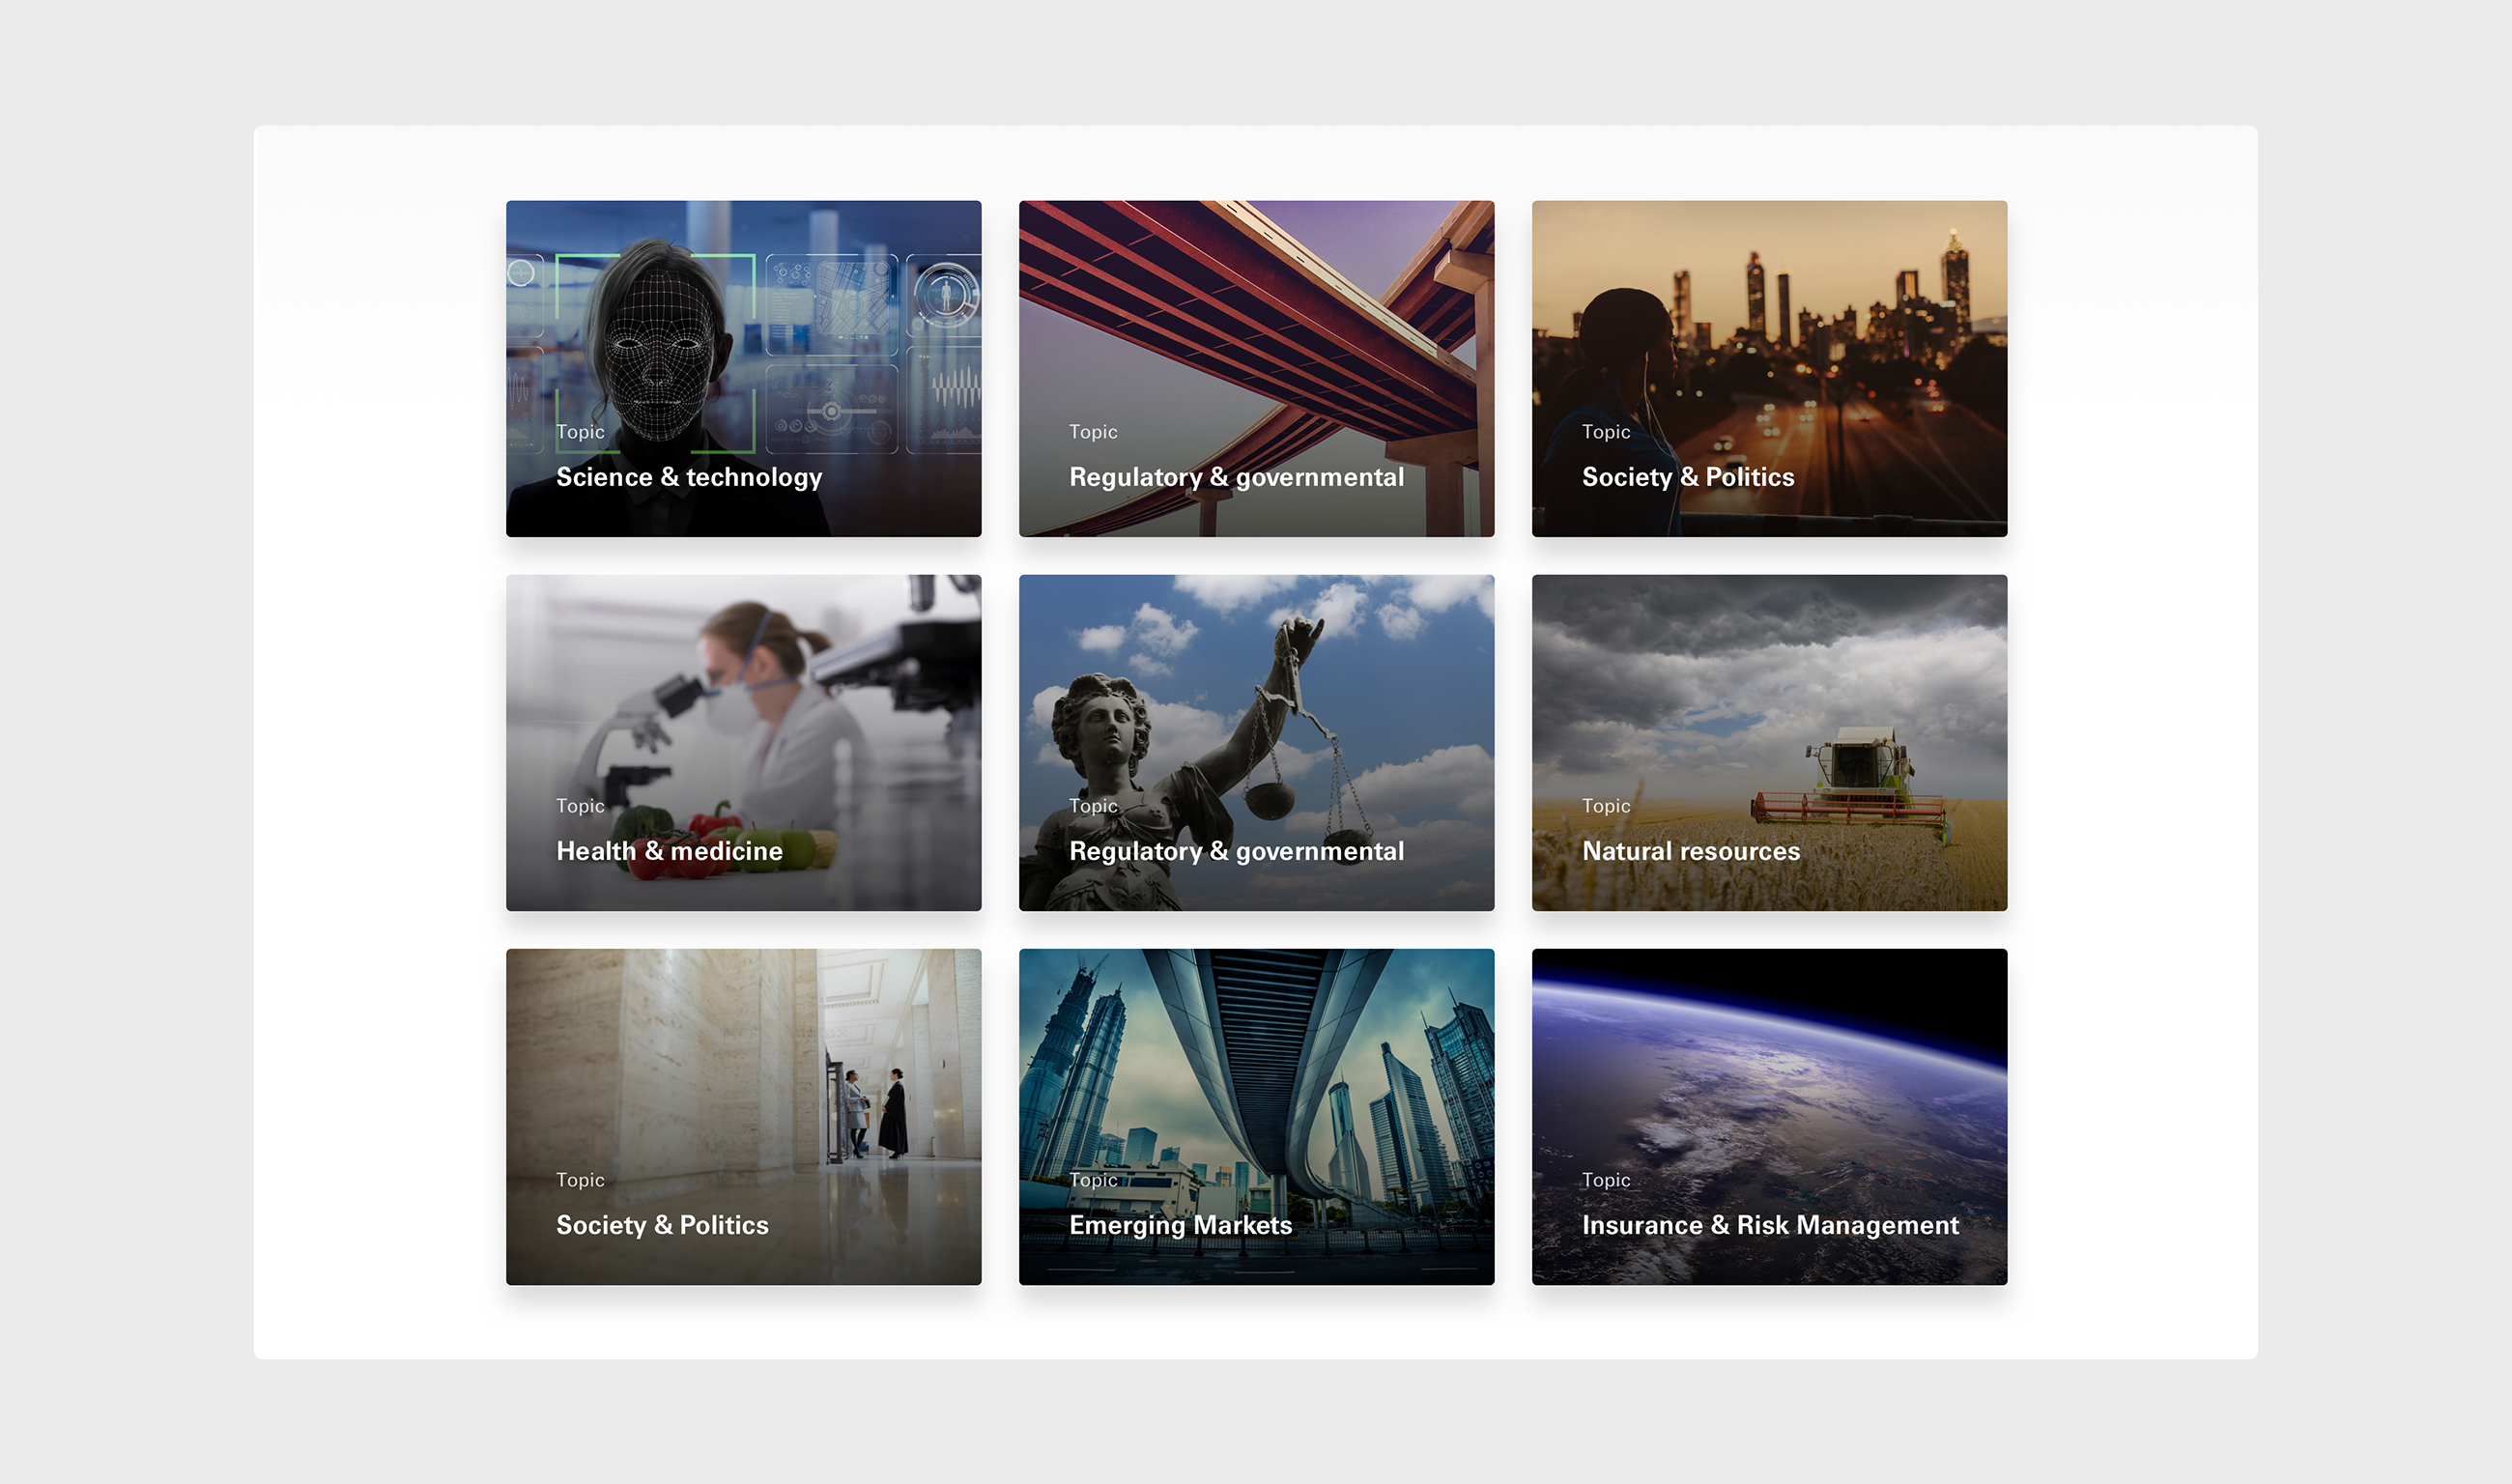 Topic
Science & technology
Topic
Regulatory & governmental
Topic
Society & Politics
Topic
Health & medicine
Topic
Regulatory & governmental
Topic
Natural resources
Topic
Society & Politics
Topic
Emerging Markets
Topic
Insurance & Risk Management